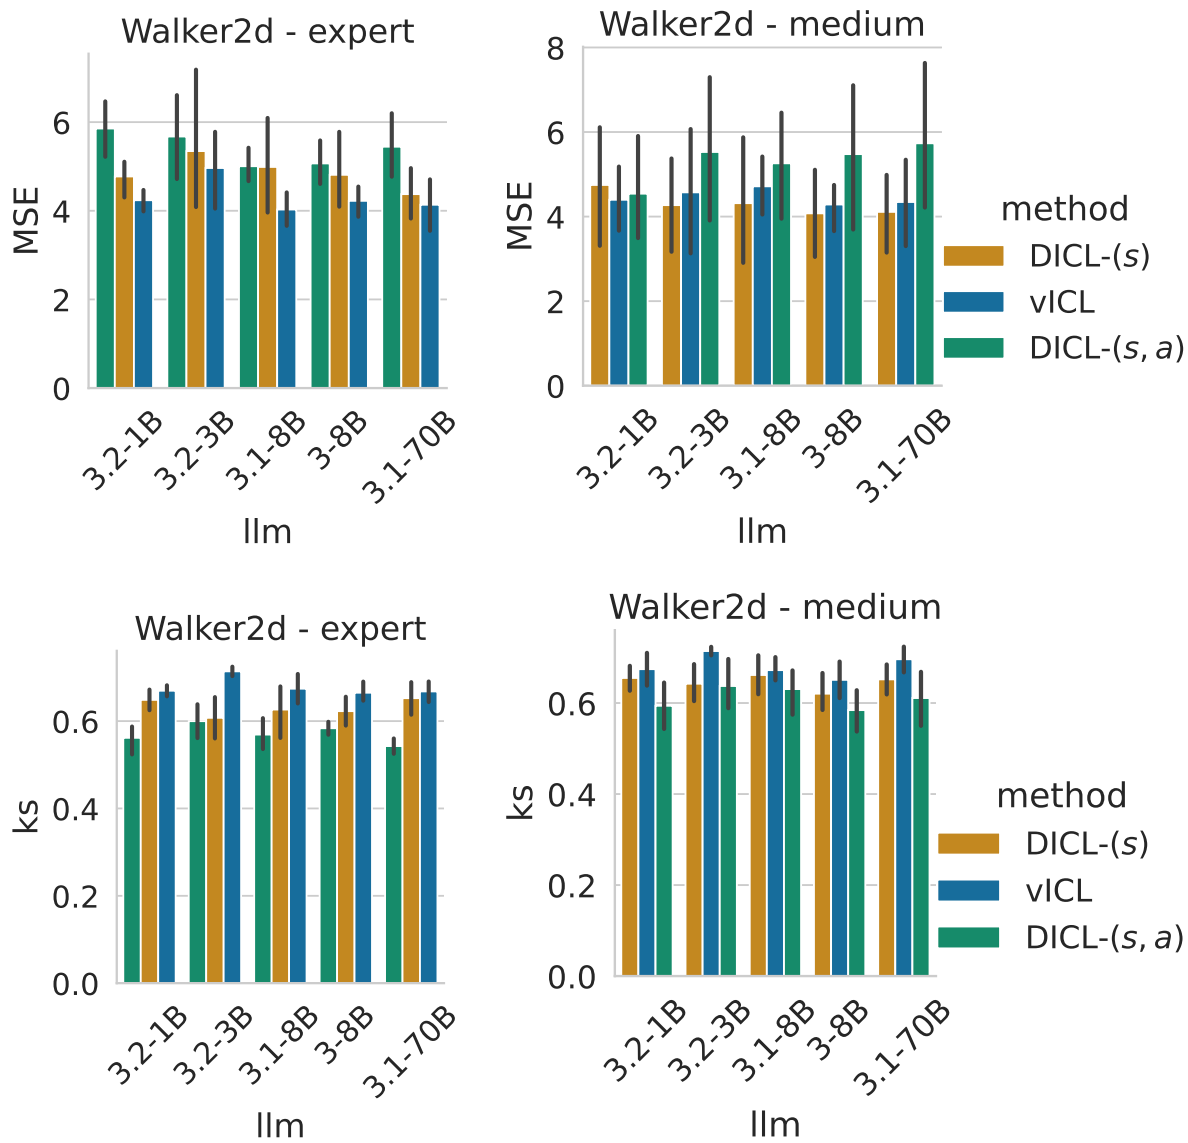 Walker2d - expert
MSE
6
4
2
0
3.2-1B
3.2-3B
3.1-8B
3-8B
3.1-70B
llm
Walker2d - medium
MSE
8
6
4
2
0
3.2-1B
3.2-3B
3.1-8B
3-8B
3.1-70B
llm
method
DICL-(s)
vICL
DICL-(s, a)
Walker2d - expert
ks
0.6
0.4
0.2
0.0
3.2-1B
3.2-3B
3.1-8B
3-8B
3.1-70B
llm
Walker2d - medium
ks
0.6
0.4
0.2
0.0
3.2-1B
3.2-3B
3.1-8B
3-8B
3.1-70B
llm
method
DICL-(s)
vICL
DICL-(s, a)